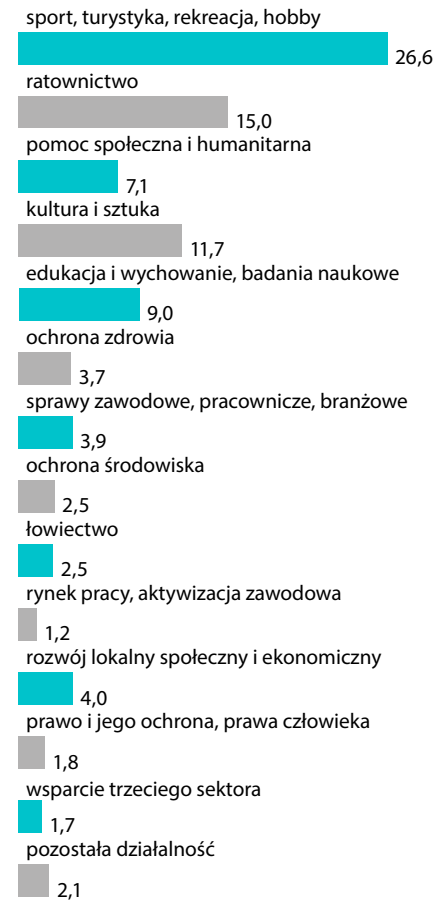 sport, turystyka, rekreacja, hobby
26,6
ratownictwo
15,0
pomoc społeczna i humanitarna
7,1
kultura i sztuka
11,7
edukacja i wychowanie, badania naukowe
9,0
ochrona zdrowia
3,7
sprawy zawodowe, pracownicze, branżowe
3,9
ochrona środowiska
2,5
łowiectwo
2,5
rynek pracy, aktywizacja zawodowa
1,2
rozwój lokalny społeczny i ekonomiczny
4,0
prawo i jego ochrona, prawa człowieka
1,8
wsparcie trzeciego sektora
1,7
pozostała działalność
2,1